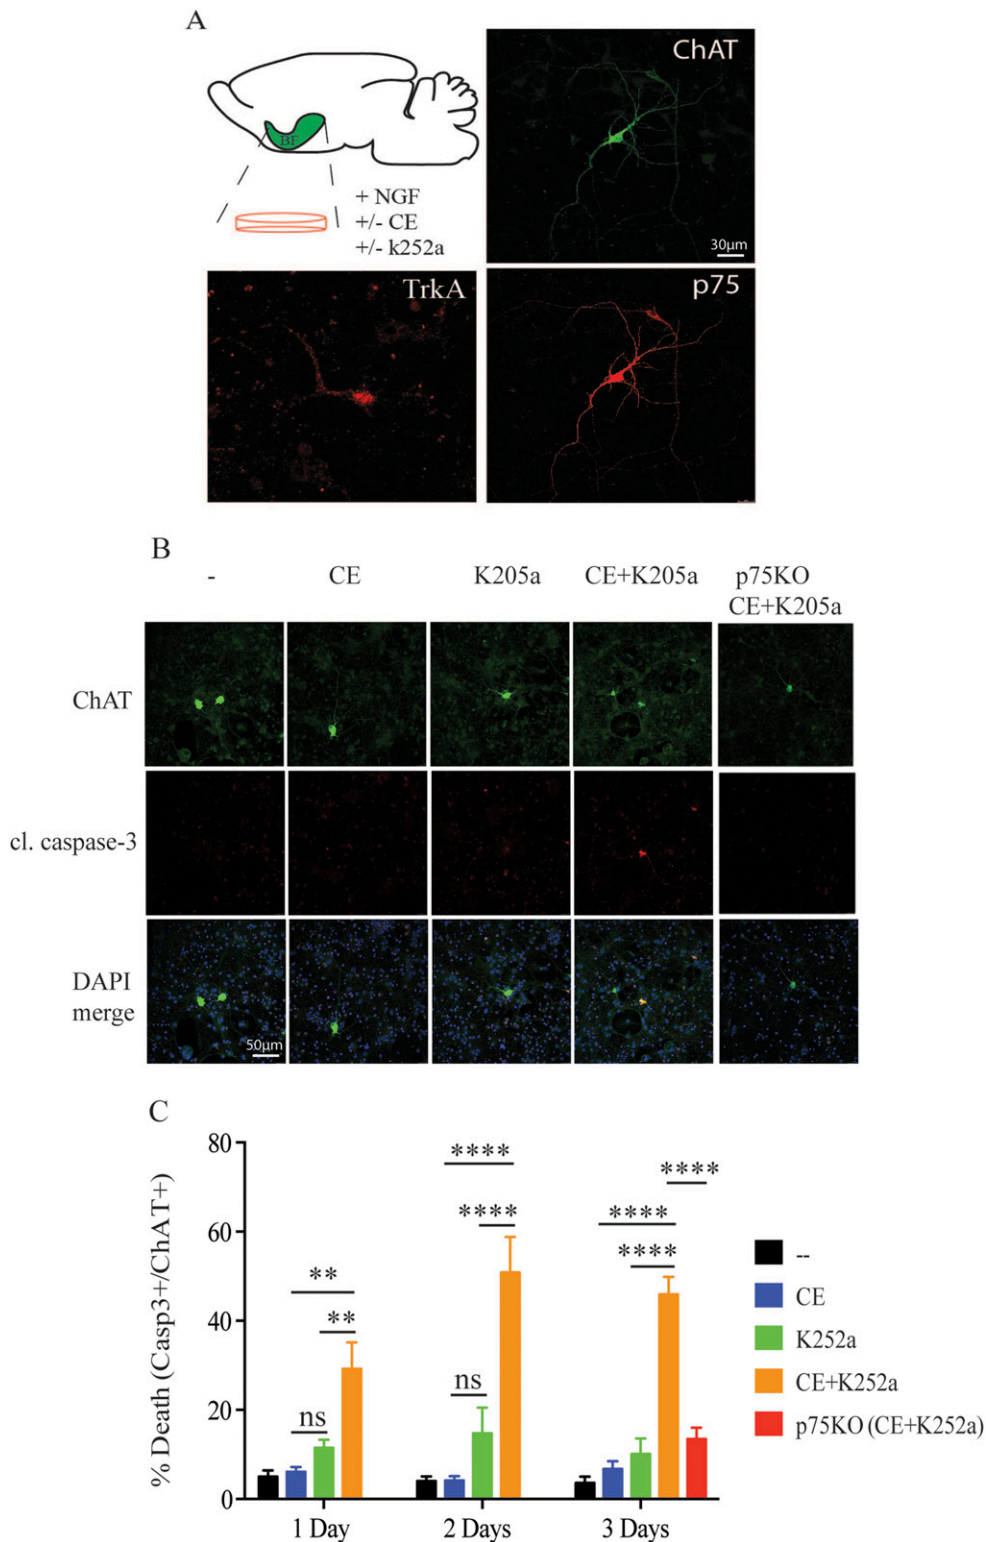 A
BF
+ NGF
+/- CE
+/- k252a
ChAT
30μm
TrkA
p75
B
- CE K205a CE+K205a p75KO
CE+K205a
ChAT
cl. caspase-3
DAPI
merge
50μm
C
% Death (Casp3+/ChAT+)
80
60
40
20
0
**
**
ns
****
****
ns
****
****
****
1 Day 2 Days 3 Days
--
CE
K252a
CE+K252a
p75KO (CE+K252a)